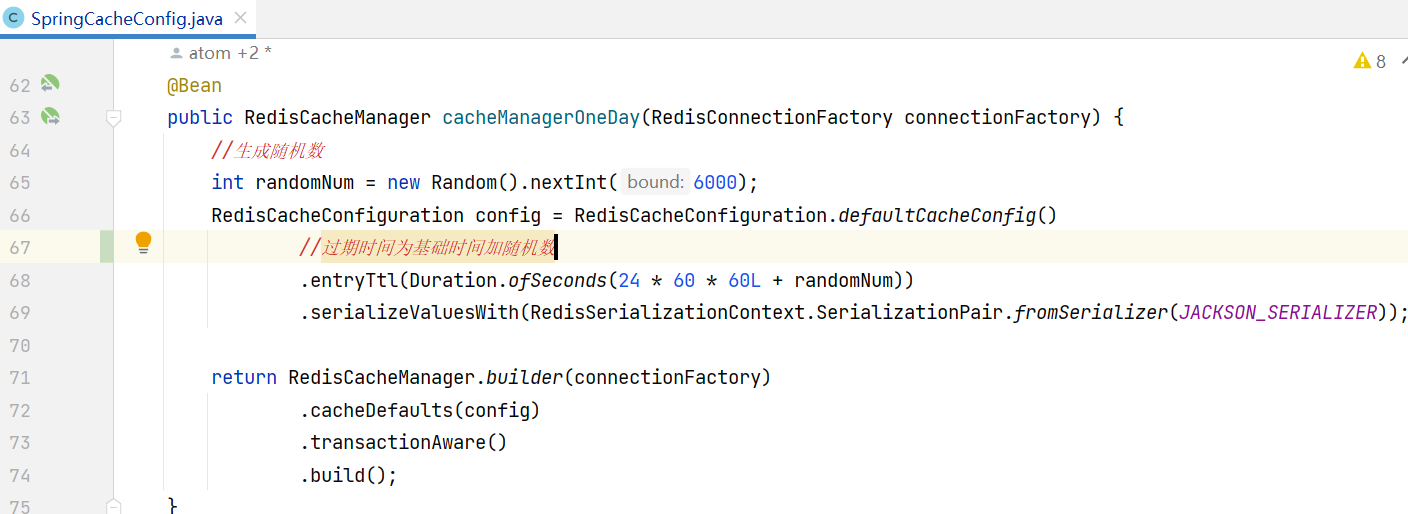 SpringCacheConfig.java
atom +2 *
8
62 @Bean
63 public RedisCacheManager cacheManagerOneDay(RedisConnectionFactory connectionFactory) {
64 //生成随机数
65 int randomNum = new Random().nextInt( bound: 6000);
66 RedisCacheConfiguration config = RedisCacheConfiguration.defaultCacheConfig()
67 //过期时间为基础时间加随机数
68 .entryTtl(Duration.ofSeconds(24 * 60 * 60L + randomNum))
69 .serializeValuesWith(RedisSerializationContext.SerializationPair.fromSerializer(JACKSON_SERIALIZER));
70
71 return RedisCacheManager.builder(connectionFactory)
72 .cacheDefaults(config)
73 .transactionAware()
74 .build();
75 }